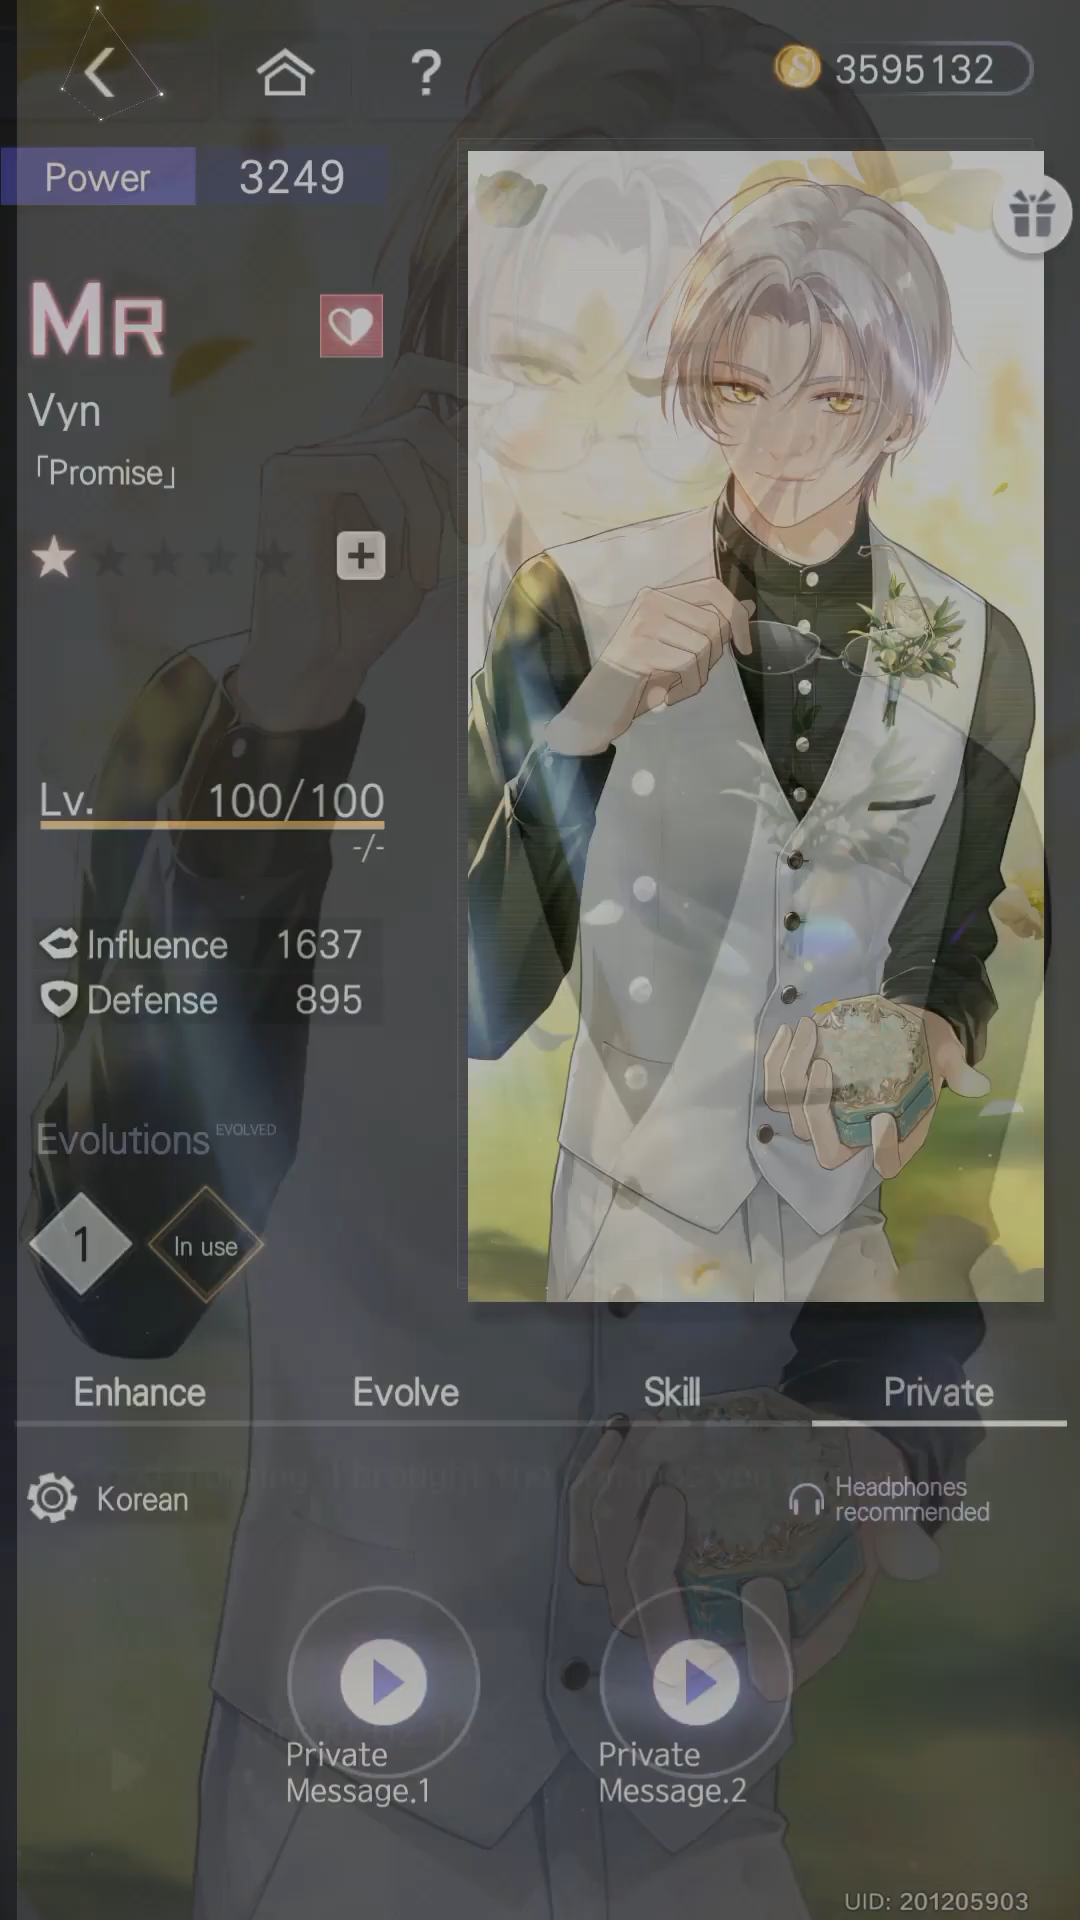 ?
3595132
Power 3249
MR
Vyn
「Promise」
Lv. 100/100
-/-
Influence 1637
Defense 895
Evolutions EVOLVED
1 In use
Enhance Evolve Skill Private
Korean
Headphones
recommended
Private
Message.1
Private
Message.2
UID: 201205903